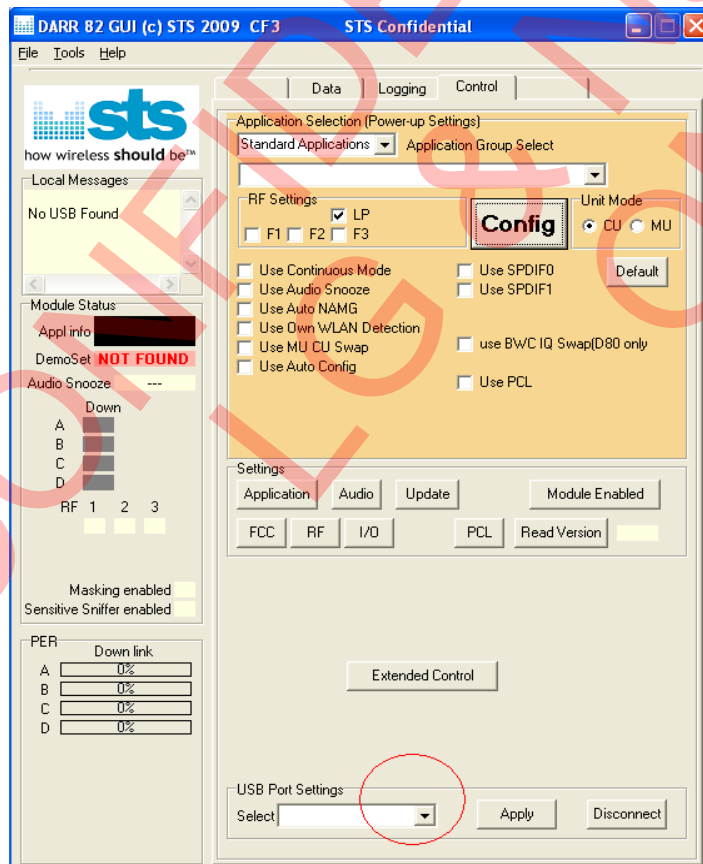 DARR 82 GUI (c) STS 2009 CF3 STS Confidential
File Tools Help
Data Logging Control
sts
how wireless should be™
Local Messages
No USB Found
Module Status
Appl info
DemoSet NOT FOUND
Audio Snooze ---
Down
A
B
C
D
RF 1 2 3
Masking enabled
Sensitive Sniffer enabled
PER
Down link
A 0%
B 0%
C 0%
D 0%
Application Selection (Power-up Settings)
Standard Applications Application Group Select
RF Settings
LP
F1 F2 F3
Config
Unit Mode
CU MU
Use Continuous Mode
Use Audio Snooze
Use Auto NAMG
Use Own WLAN Detection
Use MU CU Swap
Use Auto Config
Use SPDIF0
Use SPDIF1
Default
use BWC IQ Swap(D80 only
Use PCL
Settings
Application Audio Update Module Enabled
FCC RF I/O PCL Read Version
Extended Control
USB Port Settings
Select Apply Disconnect